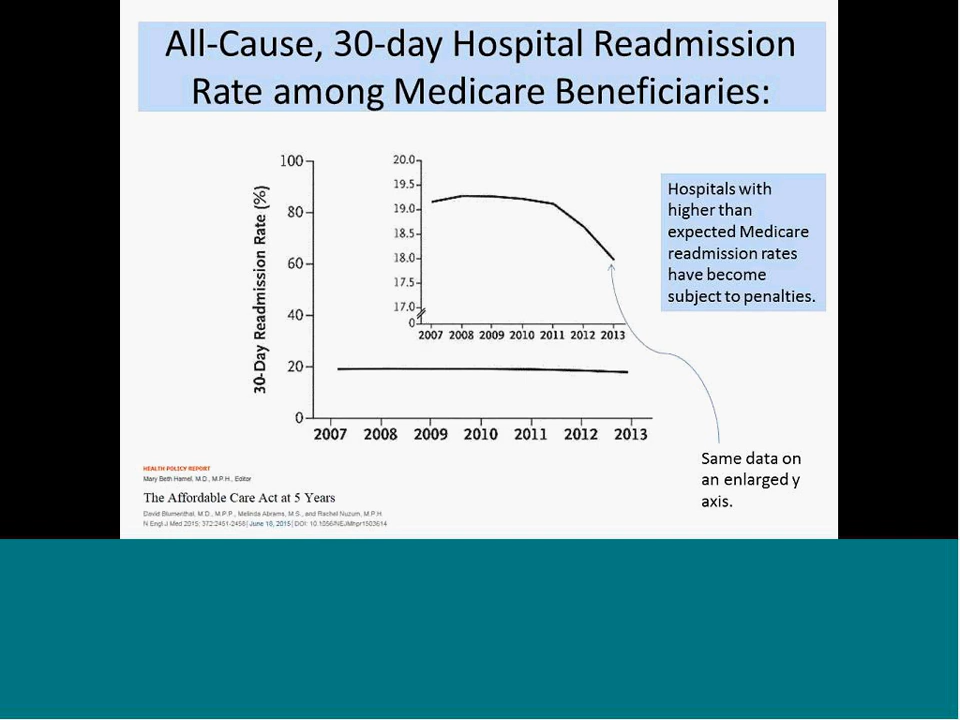 All-Cause, 30-day Hospital Readmission
Rate among Medicare Beneficiaries:
30-Day Readmission Rate (%)
100
80
60
40
20
0
2007 2008 2009 2010 2011 2012 2013
20.0
19.5
19.0
18.5
18.0
17.5
17.0
0
2007 2008 2009 2010 2011 2012 2013
Hospitals with
higher than
expected Medicare
readmission rates
have become
subject to penalties.
Same data on
an enlarged y
axis.
HEALTH POLICY REPORT
Mary Beth Hamel, M.D., M.P.H., Editor
The Affordable Care Act at 5 Years
David Blumenthal, M.D., M.P.P., Melinda Abrams, M.S., and Rachel Nuzum, M.P.H.
N Engl J Med 2015; 372:2451-2458 | June 18, 2015 | DOI: 10.1056/NEJMhpr1503614